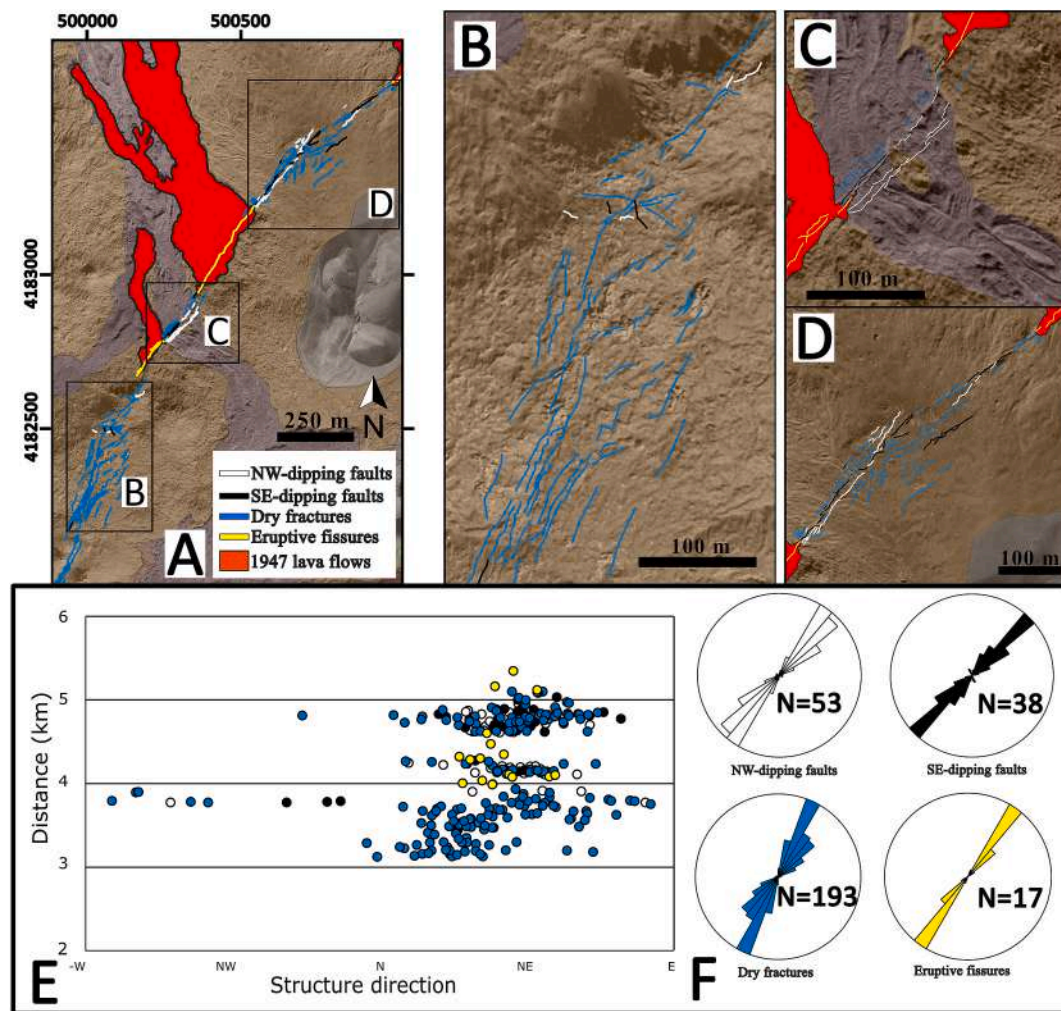 500000 500505
4183000
4182500
A
B
C
D
250 m
N
NW-dipping faults
SE-dipping faults
Dry fractures
Eruptive fissures
1947 lava flows
B
100 m
C
100 m
D
100 m
E
6
5
4
3
2
Distance (km)
-W NW N NE E
Structure direction
F
N=53
NW-dipping faults
N=38
SE-dipping faults
N=193
Dry fractures
N=17
Eruptive fissures